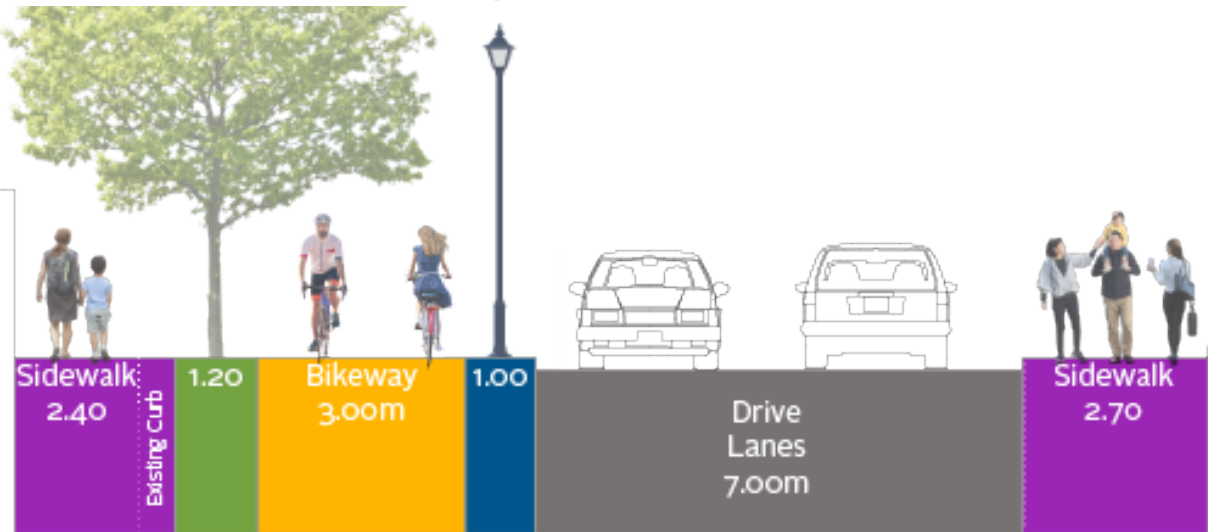 Sidewalk
2.40
Existing Curb
1.20
Bikeway
3.00m
1.00
Drive
Lanes
7.00m
Sidewalk
2.70